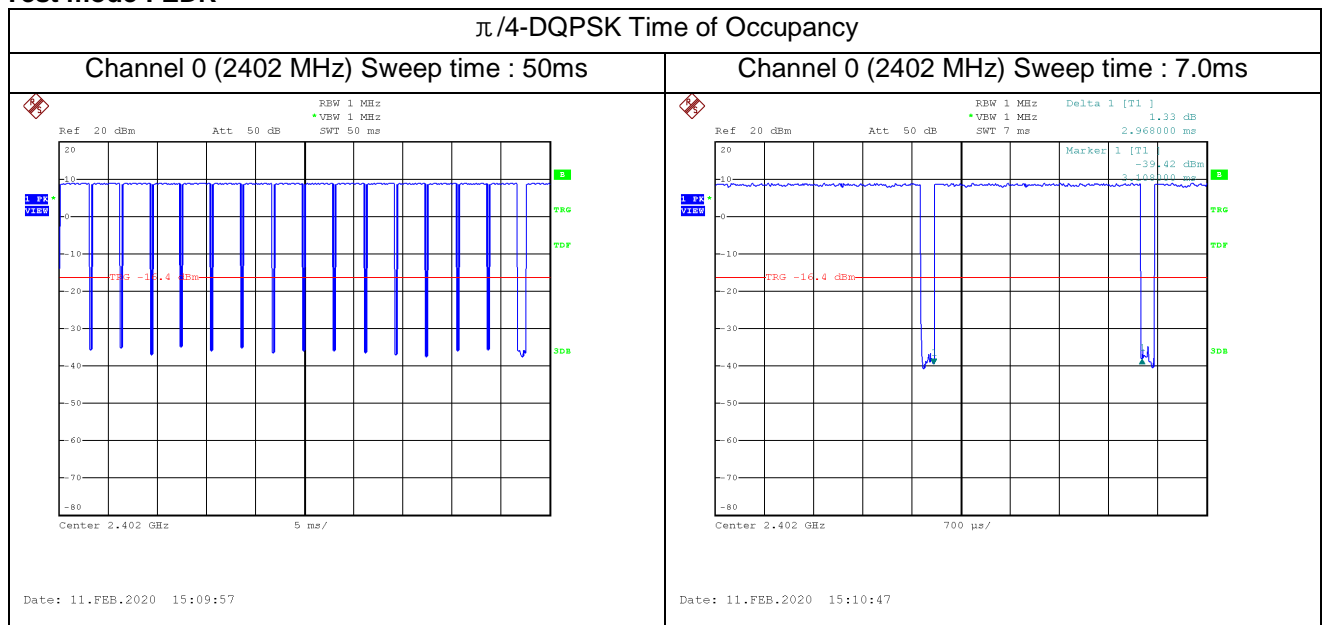 Test mode : EDR
π/4-DQPSK Time of Occupancy
Channel 0 (2402 MHz) Sweep time : 50ms
R S
RBW 1 MHz
* VBW 1 MHz
Ref 20 dBm Att 50 dB SWT 50 ms
20
10
0
-10
-20
-30
-40
-50
-60
-70
-80
1 PK *
VIEW
TRG -16.4 dBm
B
TRG
TDF
3DB
Center 2.402 GHz 5 ms/
Date: 11.FEB.2020 15:09:57
Channel 0 (2402 MHz) Sweep time : 7.0ms
R S
RBW 1 MHz Delta 1 [T1 ]
* VBW 1 MHz 1.33 dB
Ref 20 dBm Att 50 dB SWT 7 ms 2.968000 ms
Marker 1 [T1 ]
-39.42 dBm
3.108000 ms
20
10
0
-10
-20
-30
-40
-50
-60
-70
-80
1 PK *
VIEW
TRG -16.4 dBm
B
TRG
TDF
3DB
Center 2.402 GHz 700 μs/
Date: 11.FEB.2020 15:10:47